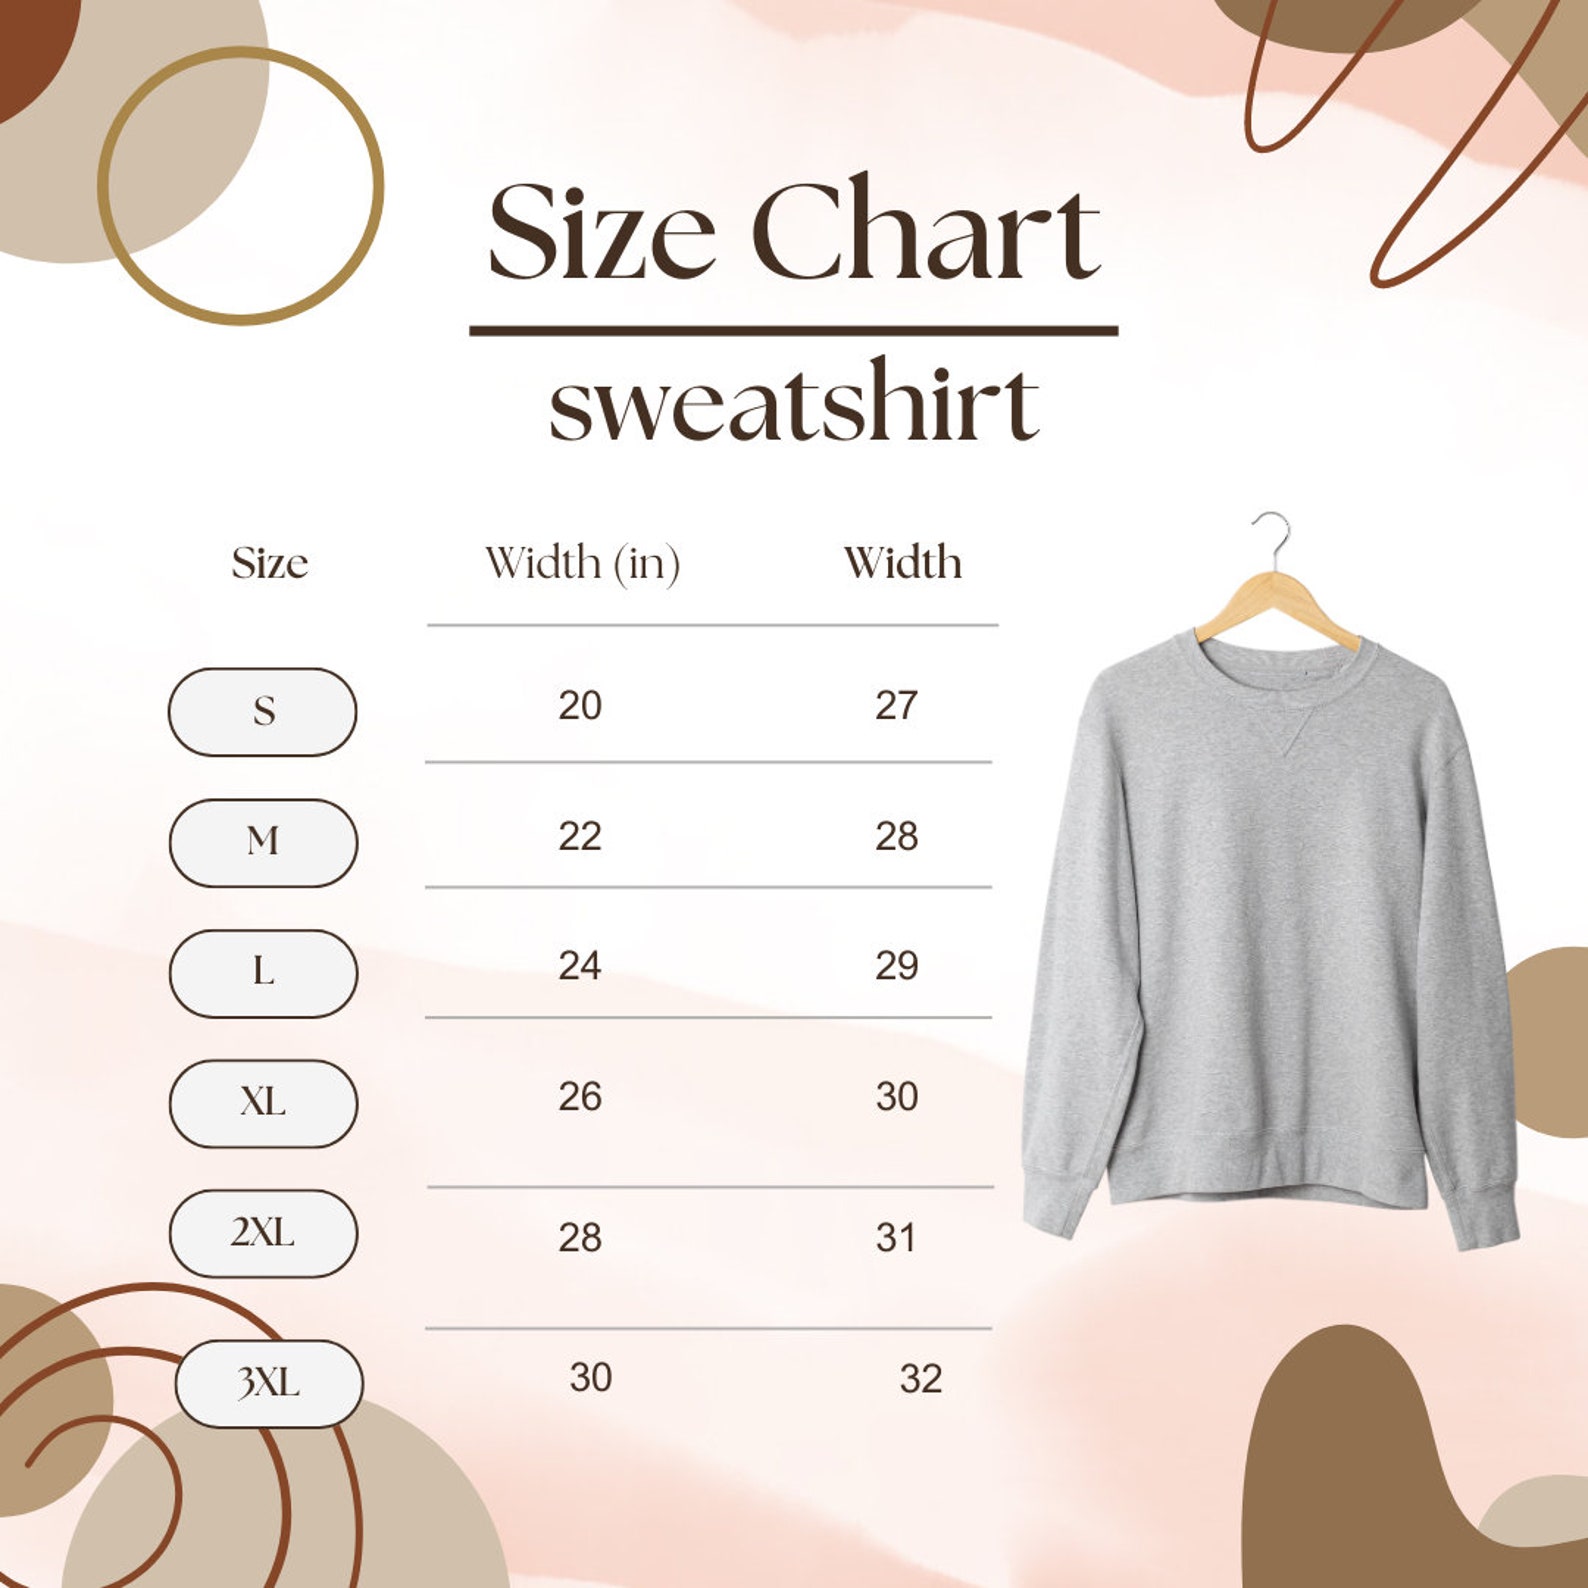 Size Chart
sweatshirt
Size Width (in) Width
S 20 27
M 22 28
L 24 29
XL 26 30
2XL 28 31
3XL 30 32